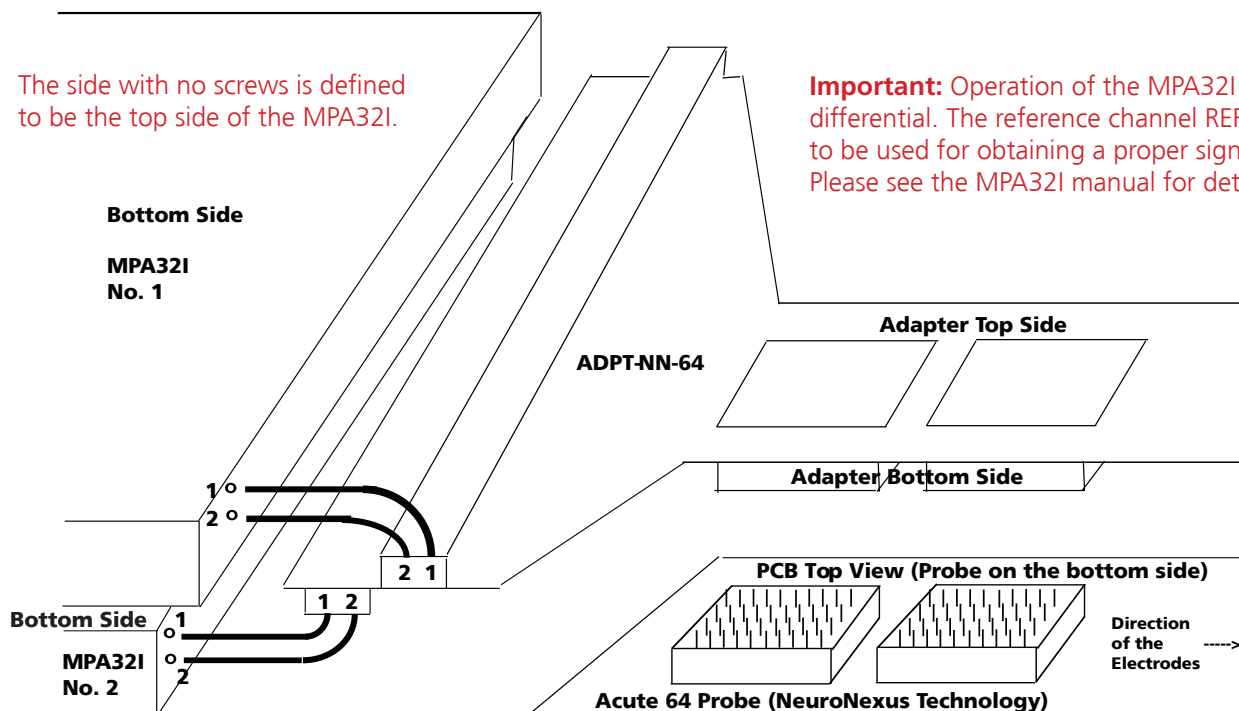 The side with no screws is defined
to be the top side of the MPA32I.
Important: Operation of the MPA32I
differential. The reference channel
to be used for obtaining a proper
Please see the MPA32I manual for
Bottom Side
MPA32I
No. 1
Adapter Top Side
ADPT-NN-64
Adapter Bottom Side
1
2
2 1
PCB Top View (Probe on the bottom side)
1 2
Bottom Side
1
2
MPA32I
No. 2
Direction
of the
Electrodes ----->
Acute 64 Probe (NeuroNexus Technology)